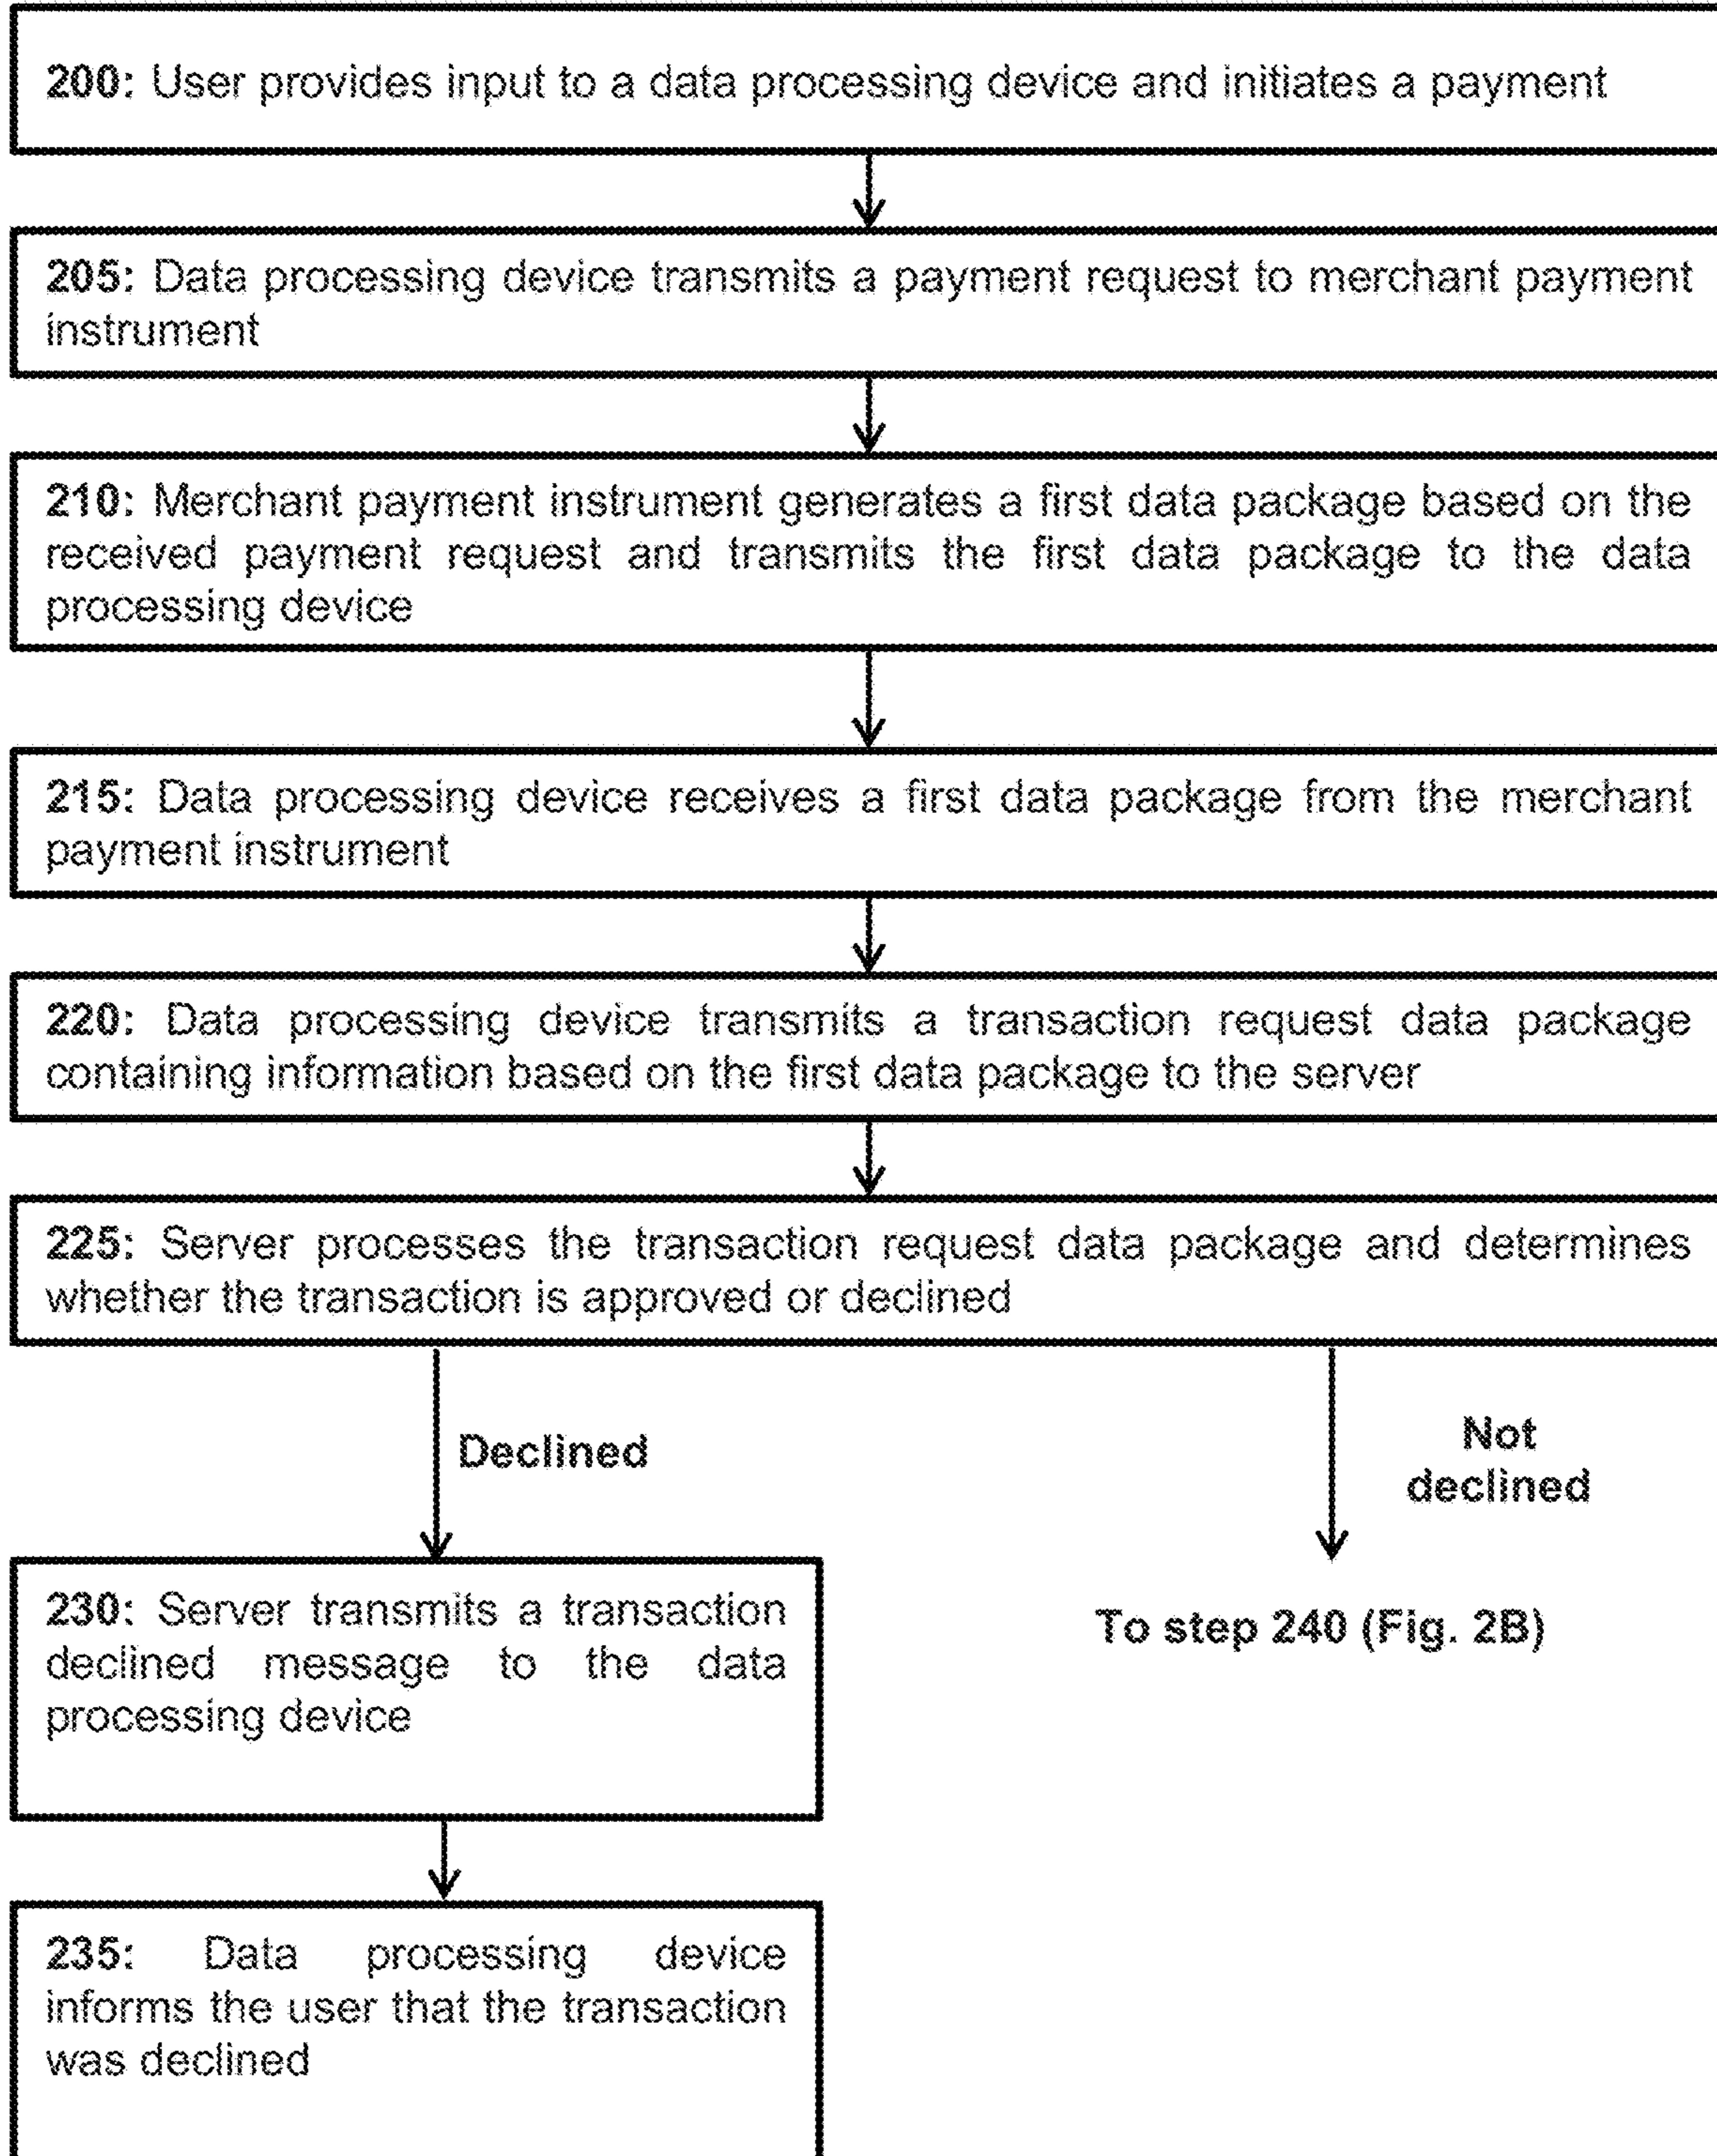 200: User provides input to a data processing device and initiates a payment
205: Data processing device transmits a payment request to merchant payment
instrument
210: Merchant payment instrument generates a first data package based on the
received payment request and transmits the first data package to the data
processing device
215: Data processing device receives a first data package from the merchant
payment instrument
220: Data processing device transmits a transaction request data package
containing information based on the first data package to the server
225: Server processes the transaction request data package and determines
whether the transaction is approved or declined
Declined
Not
declined
230: Server transmits a transaction
declined message to the data
processing device
To step 240 (Fig. 2B)
235: Data processing device
informs the user that the transaction
was declined